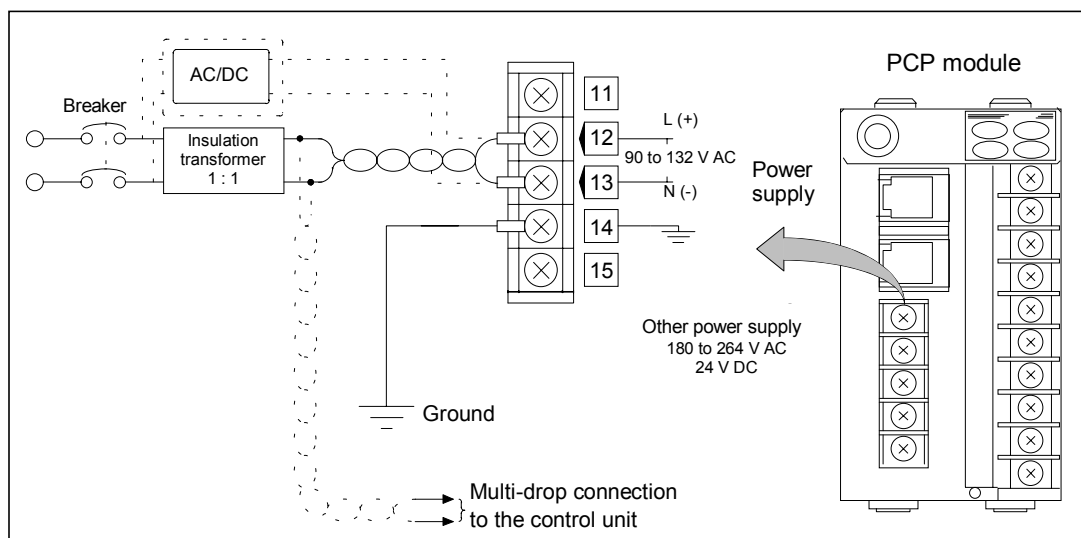 AC/DC
Breaker
Insulation
transformer
1 : 1
11
12
13
14
15
L (+)
90 to 132 V AC
N (-)
Ground
Multi-drop connection
to the control unit
PCP module
Power
supply
Other power supply
180 to 264 V AC
24 V DC